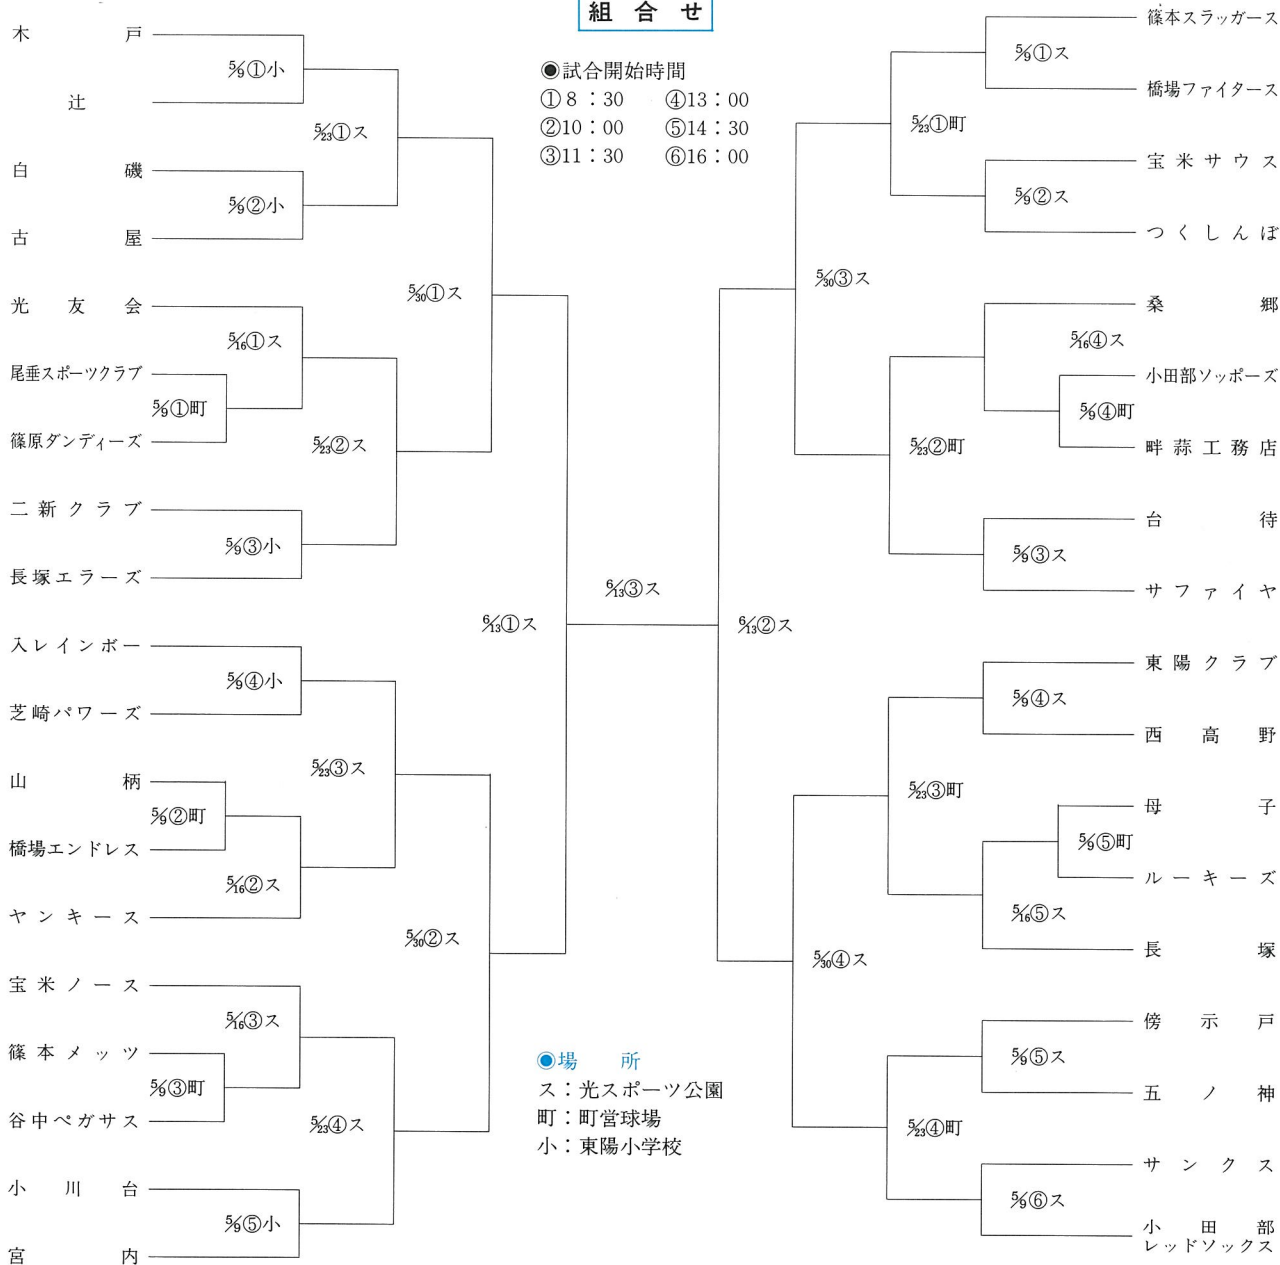 組合せ
●試合開始時間
①8：30 ④13：00
②10：00 ⑤14：30
③11：30 ⑥16：00
木戸
5/9①小
辻
5/23①ス
白磯
5/9②小
古屋
5/30①ス
光友会
5/16①ス
尾垂スポーツクラブ
5/9①町
篠原ダンディーズ
5/23②ス
二新クラブ
5/9③小
長塚エラーズ
6/13①ス
入レインボー
5/9④小
芝崎パワーズ
5/23③ス
山柄
5/9②町
橋場エンドレス
5/16②ス
ヤンキース
5/30②ス
宝米ノース
5/16③ス
篠本メッツ
5/9③町
谷中ペガサス
5/23④ス
小川台
5/9⑤小
宮内
6/13③ス
篠本スラッガース
5/9①ス
橋場ファイタース
5/23①町
宝米サウス
5/9②ス
つくしんぼ
5/30③ス
桑郷
5/16④ス
小田部ソッポーズ
5/9④町
畔蒜工務店
5/23②町
台待
5/9③ス
サファイヤ
6/13②ス
東陽クラブ
5/9④ス
西高野
5/23③町
母子
5/9⑤町
ルーキーズ
5/16⑤ス
長塚
5/30④ス
傍示戸
5/9⑤ス
五ノ神
5/23④町
サンクス
5/9⑥ス
小田部
レッドソックス
●場所
ス：光スポーツ公園
町：町営球場
小：東陽小学校